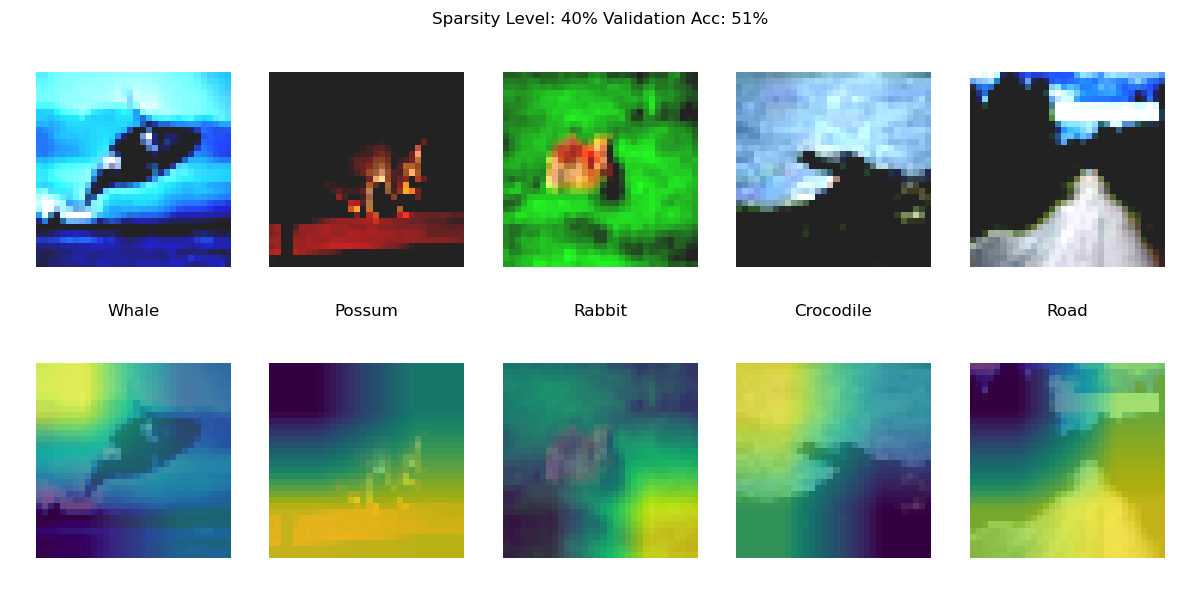 Sparsity Level: 40% Validation Acc: 51%
Whale
Possum
Rabbit
Crocodile
Road